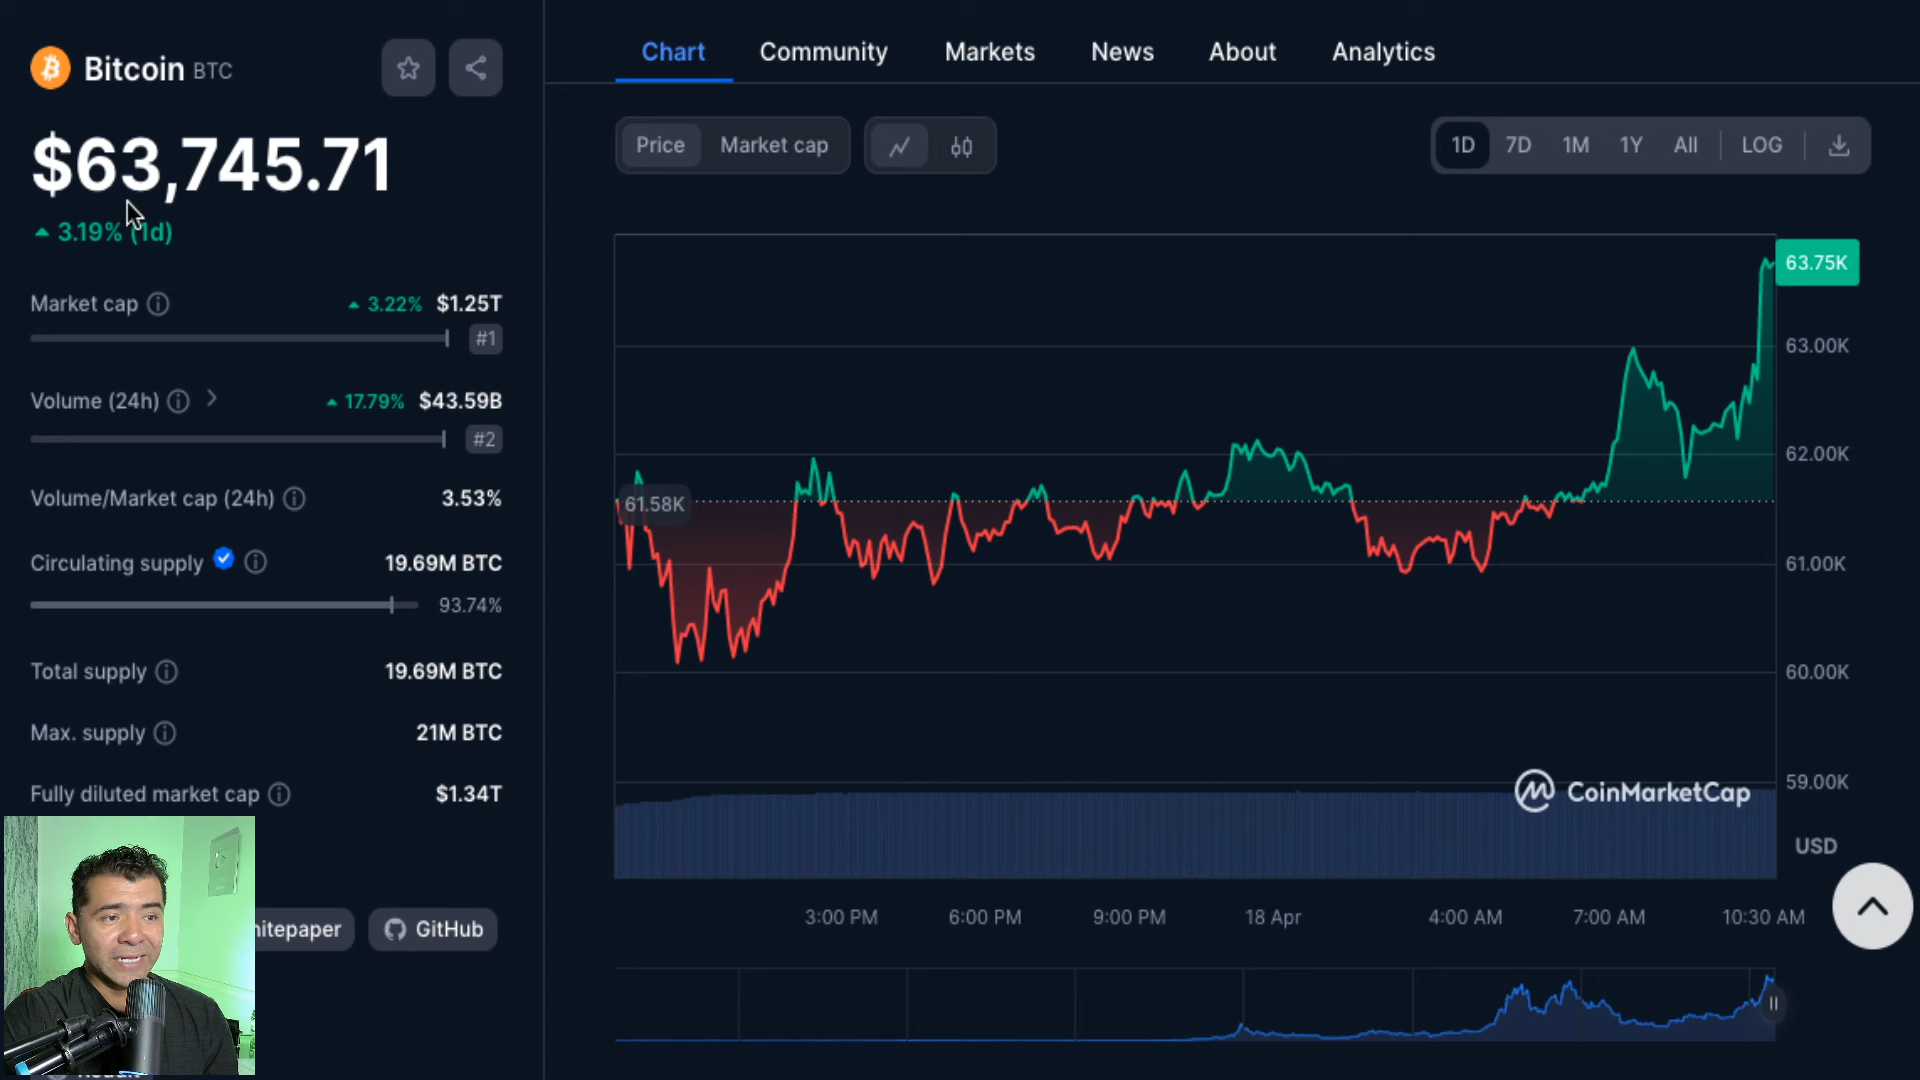 Bitcoin BTC
$63,745.71
3.19% (1d)
Market cap 3.22% $1.25T
#1
Volume (24h) 17.79% $43.59B
#2
Volume/Market cap (24h) 3.53%
Circulating supply 19.69M BTC
93.74%
Total supply 19.69M BTC
Max. supply 21M BTC
Fully diluted market cap $1.34T
hitepaper GitHub
Chart Community Markets News About Analytics
Price Market cap
1D 7D 1M 1Y All LOG
63.75K
63.00K
62.00K
61.58K
61.00K
60.00K
59.00K
CoinMarketCap
USD
3:00 PM 6:00 PM 9:00 PM 18 Apr 4:00 AM 7:00 AM 10:30 AM